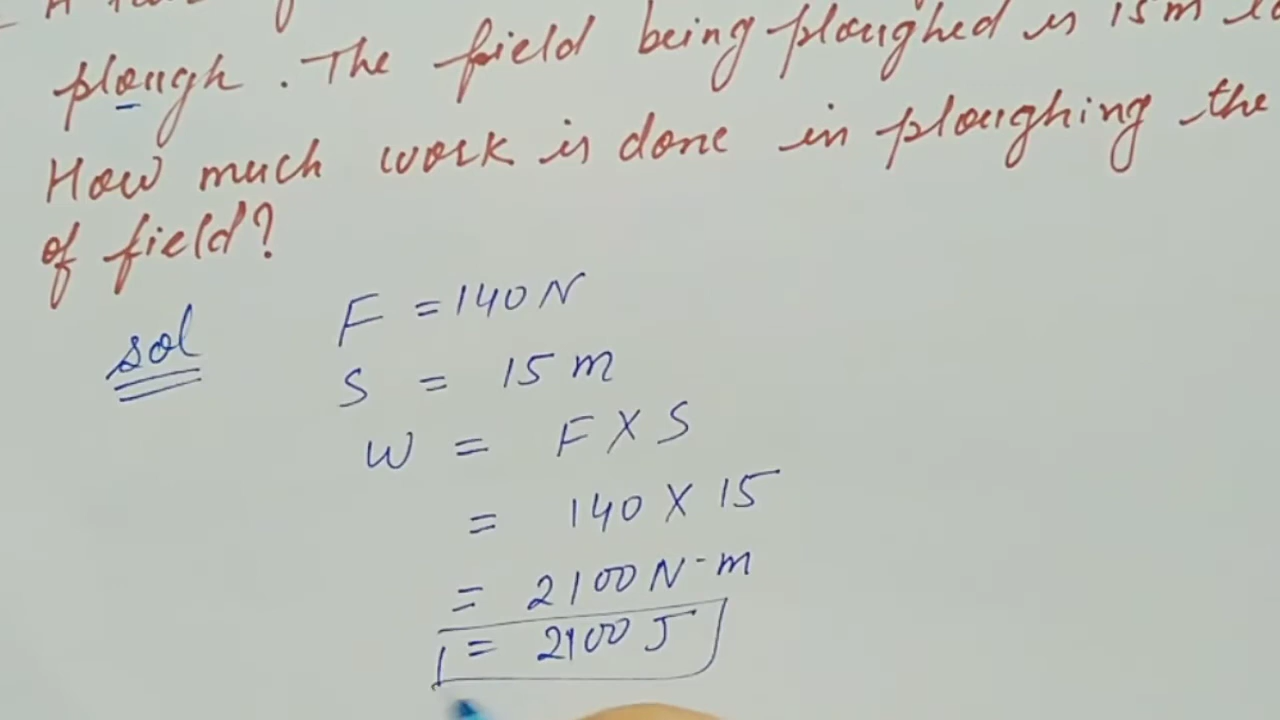 A
plough. The field being ploughed is 15m
How much work is done in ploughing the
of field?
sol
F = 140 N
S = 15 m
W = F X S
= 140 X 15
= 2100 N-m
= 2100 J